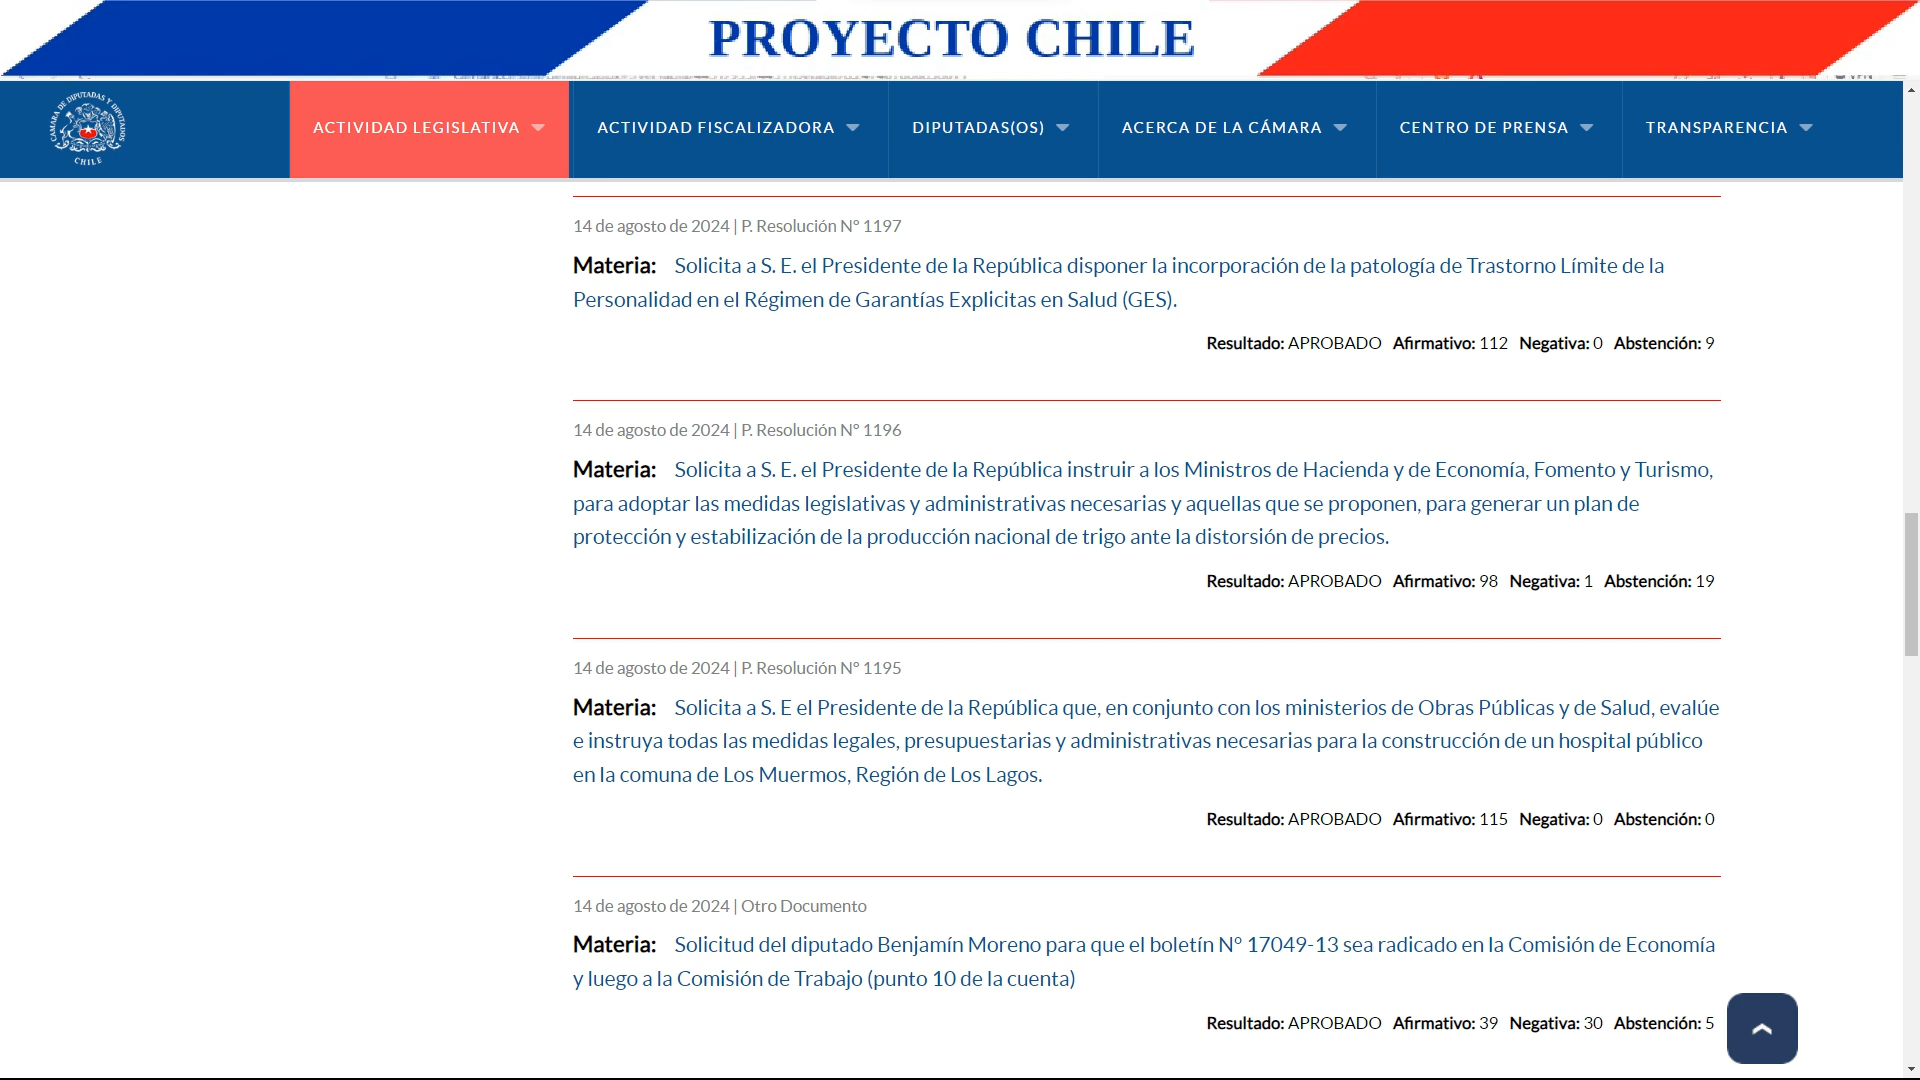 PROYECTO CHILE
CÁMARA DE DIPUTADAS Y DIPUTADOS
CHILE
ACTIVIDAD LEGISLATIVA
ACTIVIDAD FISCALIZADORA
DIPUTADAS(OS)
ACERCA DE LA CÁMARA
CENTRO DE PRENSA
TRANSPARENCIA
14 de agosto de 2024 | P. Resolución N° 1197
Materia: Solicita a S. E. el Presidente de la República disponer la incorporación de la patología de Trastorno Límite de la
Personalidad en el Régimen de Garantías Explicitas en Salud (GES).
Resultado: APROBADO Afirmativo: 112 Negativa: 0 Abstención: 9
14 de agosto de 2024 | P. Resolución N° 1196
Materia: Solicita a S. E. el Presidente de la República instruir a los Ministros de Hacienda y de Economía, Fomento y Turismo,
para adoptar las medidas legislativas y administrativas necesarias y aquellas que se proponen, para generar un plan de
protección y estabilización de la producción nacional de trigo ante la distorsión de precios.
Resultado: APROBADO Afirmativo: 98 Negativa: 1 Abstención: 19
14 de agosto de 2024 | P. Resolución N° 1195
Materia: Solicita a S. E el Presidente de la República que, en conjunto con los ministerios de Obras Públicas y de Salud, evalúe
e instruya todas las medidas legales, presupuestarias y administrativas necesarias para la construcción de un hospital público
en la comuna de Los Muermos, Región de Los Lagos.
Resultado: APROBADO Afirmativo: 115 Negativa: 0 Abstención: 0
14 de agosto de 2024 | Otro Documento
Materia: Solicitud del diputado Benjamín Moreno para que el boletín N° 17049-13 sea radicado en la Comisión de Economía
y luego a la Comisión de Trabajo (punto 10 de la cuenta)
Resultado: APROBADO Afirmativo: 39 Negativa: 30 Abstención: 5